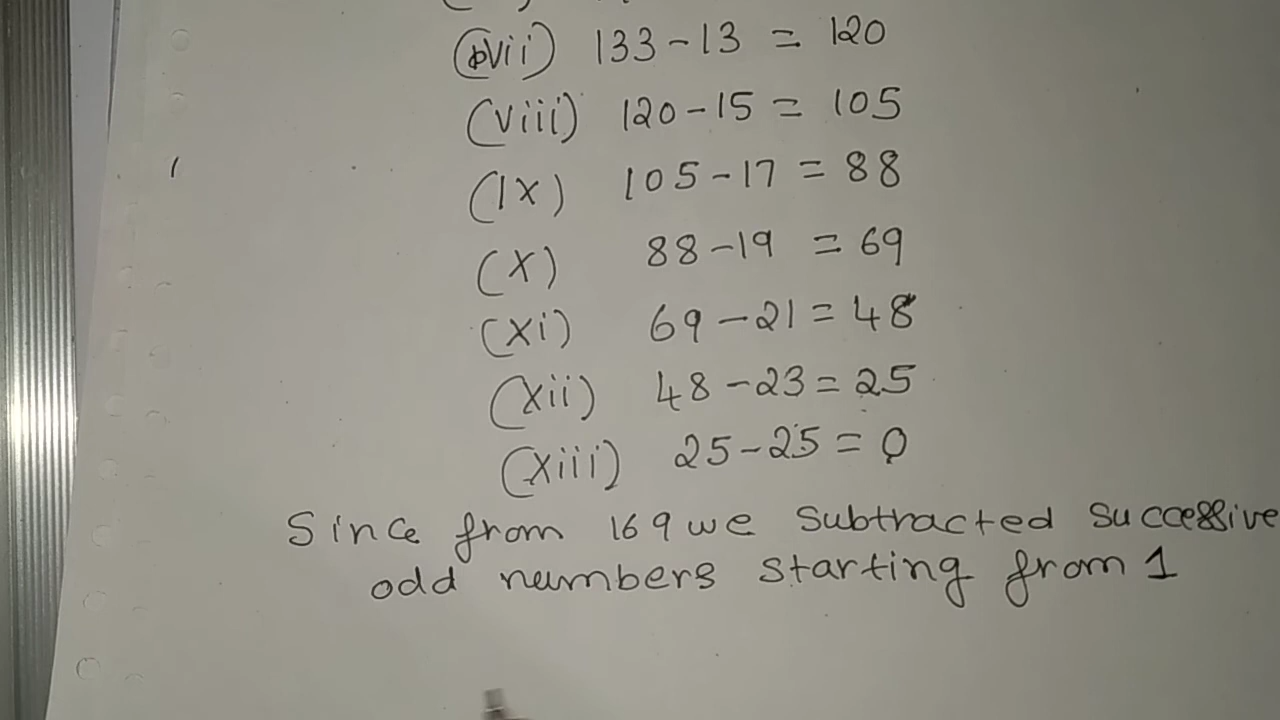 (vii) 133-13 = 120
(viii) 120-15 = 105
(ix) 105-17 = 88
(x) 88-19 = 69
(xi) 69-21 = 48
(xii) 48-23 = 25
(xiii) 25-25 = 0
Since from 169 we subtracted successive
odd numbers starting from 1